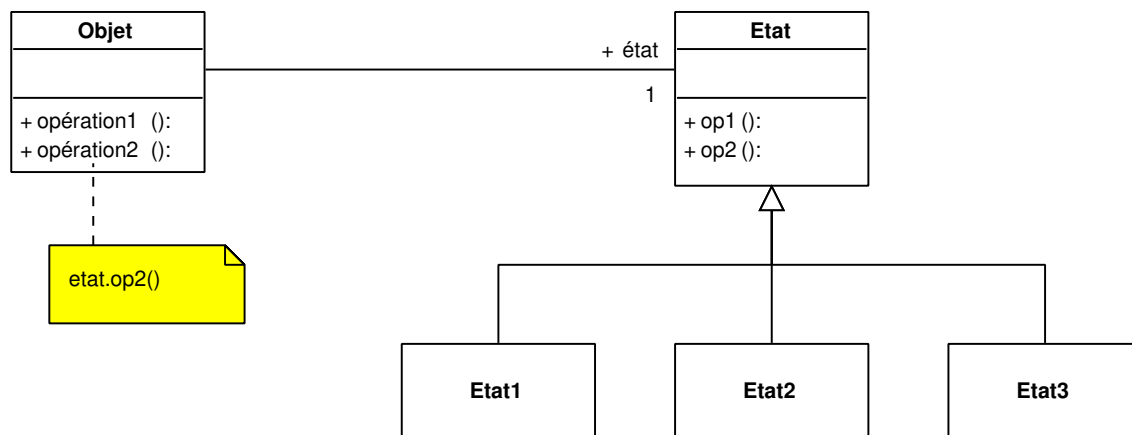 Objet
+ opération1 ():
+ opération2 ():
etat.op2()
+ état
1
Etat
+ op1 ():
+ op2 ():
Etat1
Etat2
Etat3